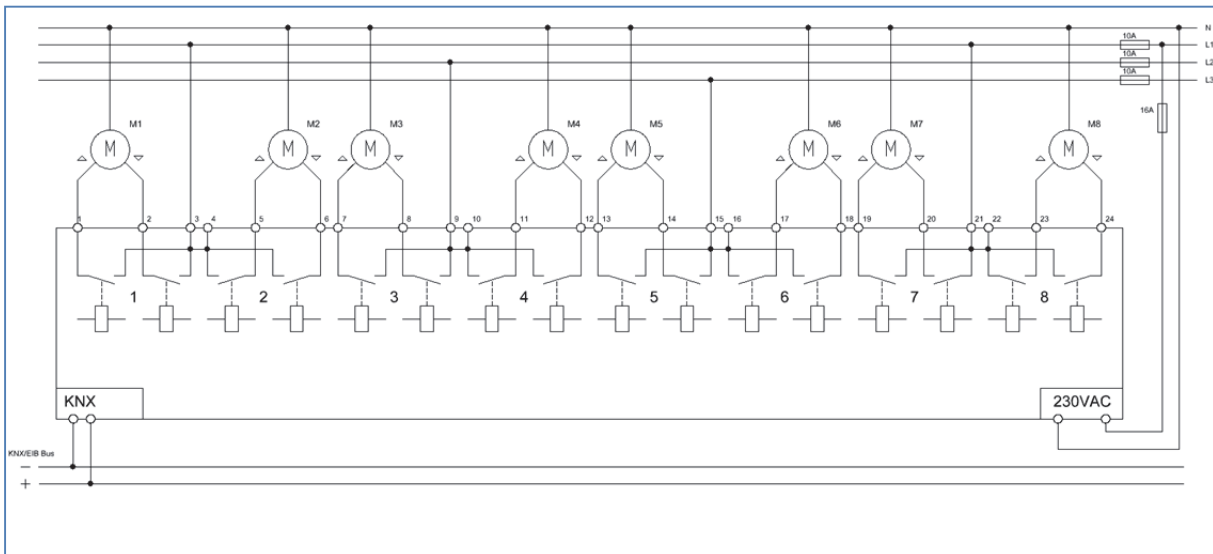 N
10A
L1
10A
L2
10A
L3
16A
M1 M2 M3 M4 M5 M6 M7 M8
M M M M M M M M
1 2 3 4 5 6 7 8 9 10 11 12 13 14 15 16 17 18 19 20 21 22 23 24
1 2 3 4 5 6 7 8
KNX 230VAC
KNX/EIB Bus
−
+